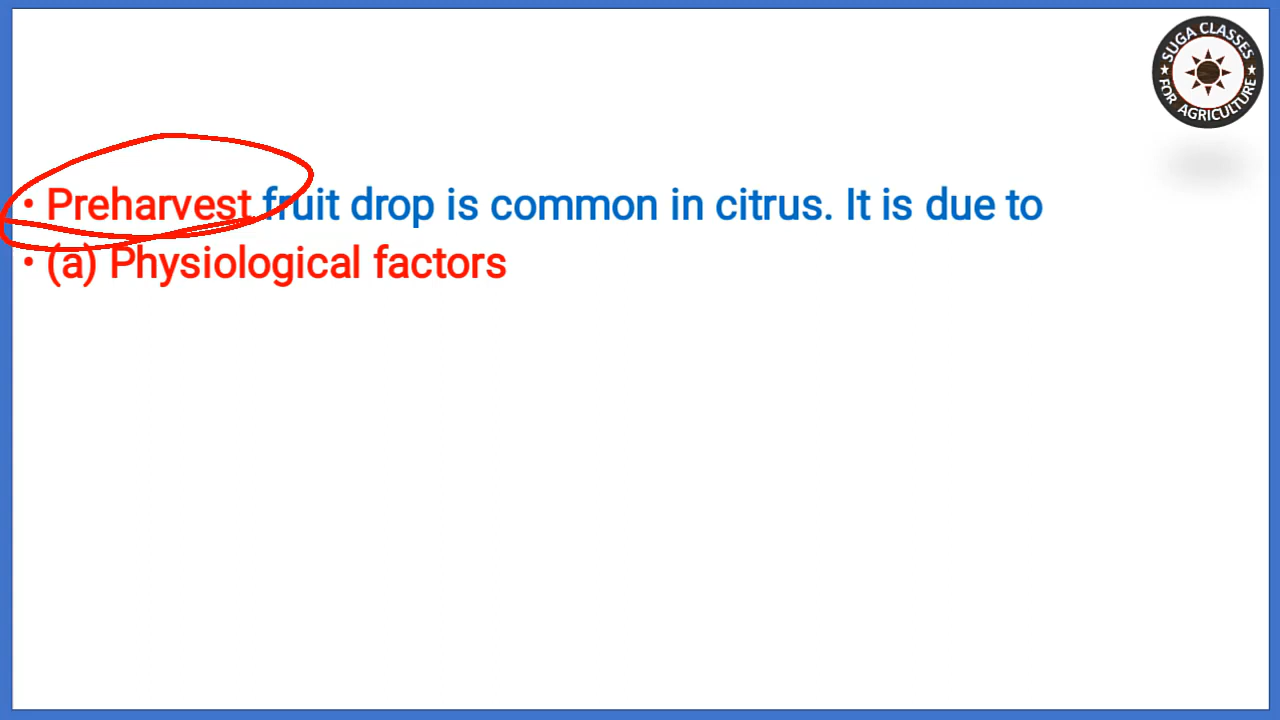 SUGA CLASSES
FOR AGRICULTURE
• Preharvest fruit drop is common in citrus. It is due to
• (a) Physiological factors